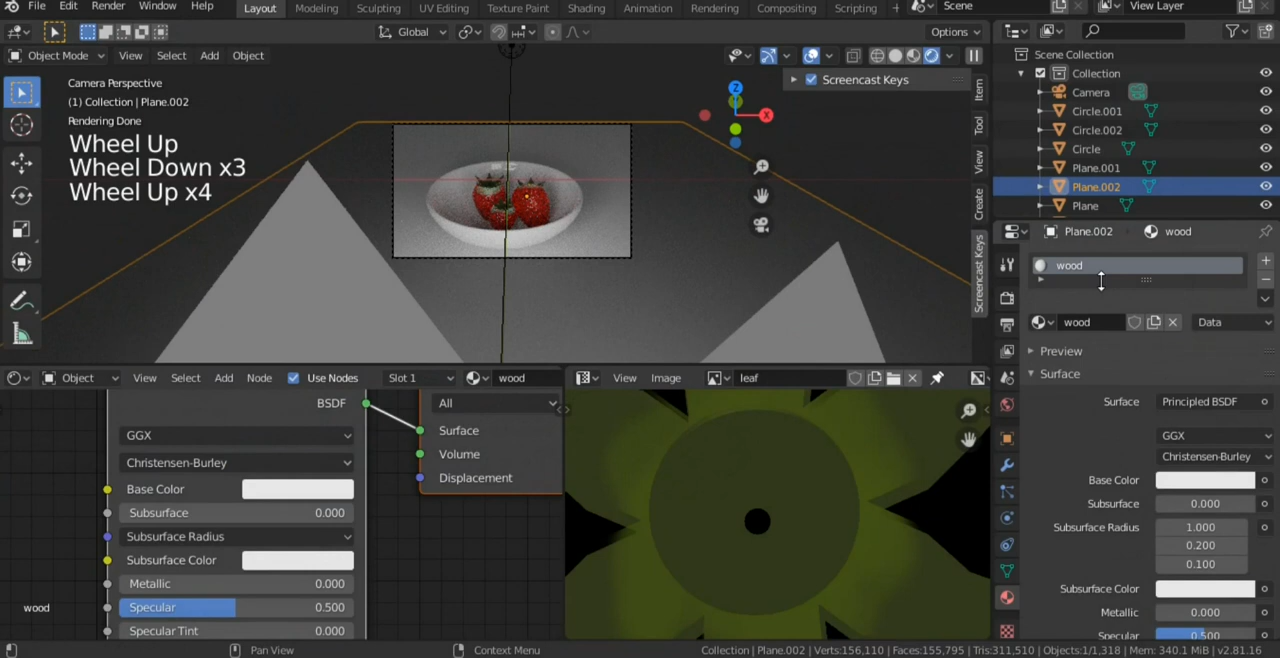 File Edit Render Window Help Layout Modeling Sculpting UV Editing Texture Paint Shading Animation Rendering Compositing Scripting + Scene View Layer
Global Options
Object Mode View Select Add Object
Camera Perspective
(1) Collection | Plane.002
Rendering Done
Wheel Up
Wheel Down x3
Wheel Up x4
Screencast Keys
Z
X
Item
Tool
View
Create
Screencast Keys
Scene Collection
Collection
Camera
Circle.001
Circle.002
Circle
Plane.001
Plane.002
Plane
Plane.002 wood
wood
wood Data
Preview
Surface
Surface Principled BSDF
GGX
Christensen-Burley
Base Color
Subsurface 0.000
Subsurface Radius 1.000
0.200
0.100
Subsurface Color
Metallic 0.000
Specular 0.500
Object View Select Add Node Use Nodes Slot 1 wood
BSDF
GGX
Christensen-Burley
Base Color
Subsurface 0.000
Subsurface Radius
Subsurface Color
Metallic 0.000
Specular 0.500
Specular Tint 0.000
All
Surface
Volume
Displacement
wood
View Image leaf
Pan View Context Menu Collection | Plane.002 | Verts:156,110 | Faces:155,795 | Tris:311,510 | Objects:1/1,318 | Mem: 340.1 MiB | v2.81.16